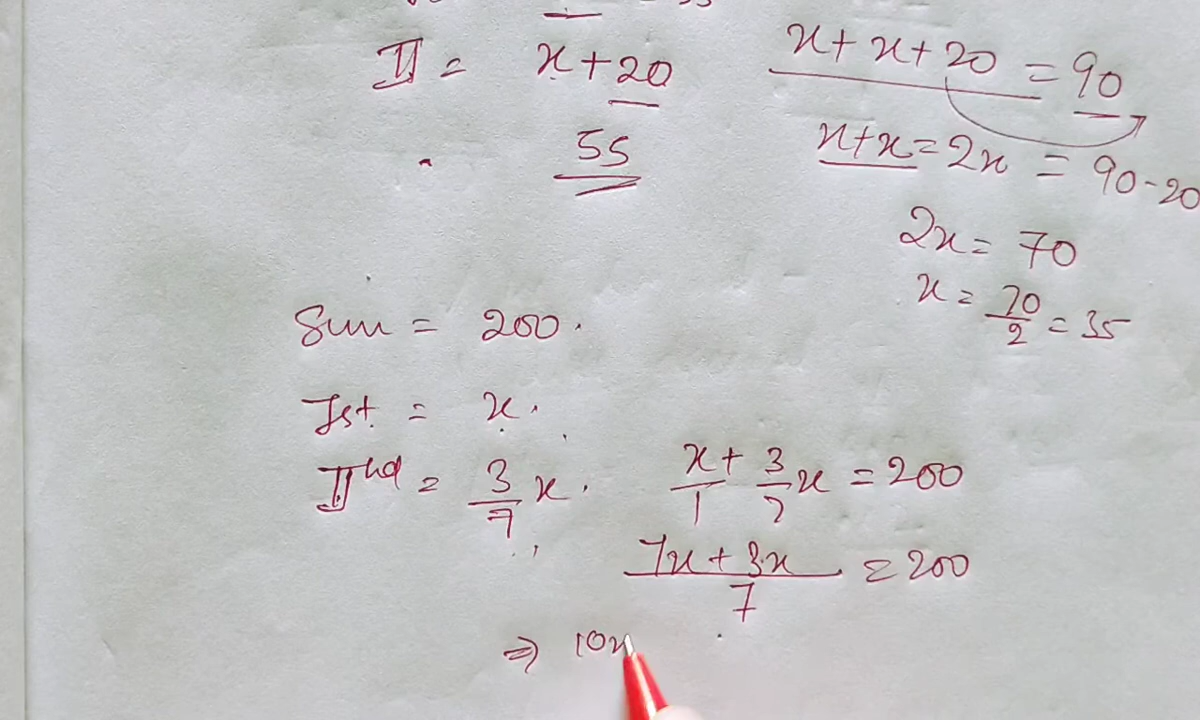 II = x + 20
55
x + x + 20 = 90
x + x = 2x = 90 - 20
2x = 70
x = 70/2 = 35
Sum = 200.
Ist = x.
IInd = 3/7 x.
x/1 + 3/7 x = 200
7x + 3x / 7 = 200
⇒ 10x